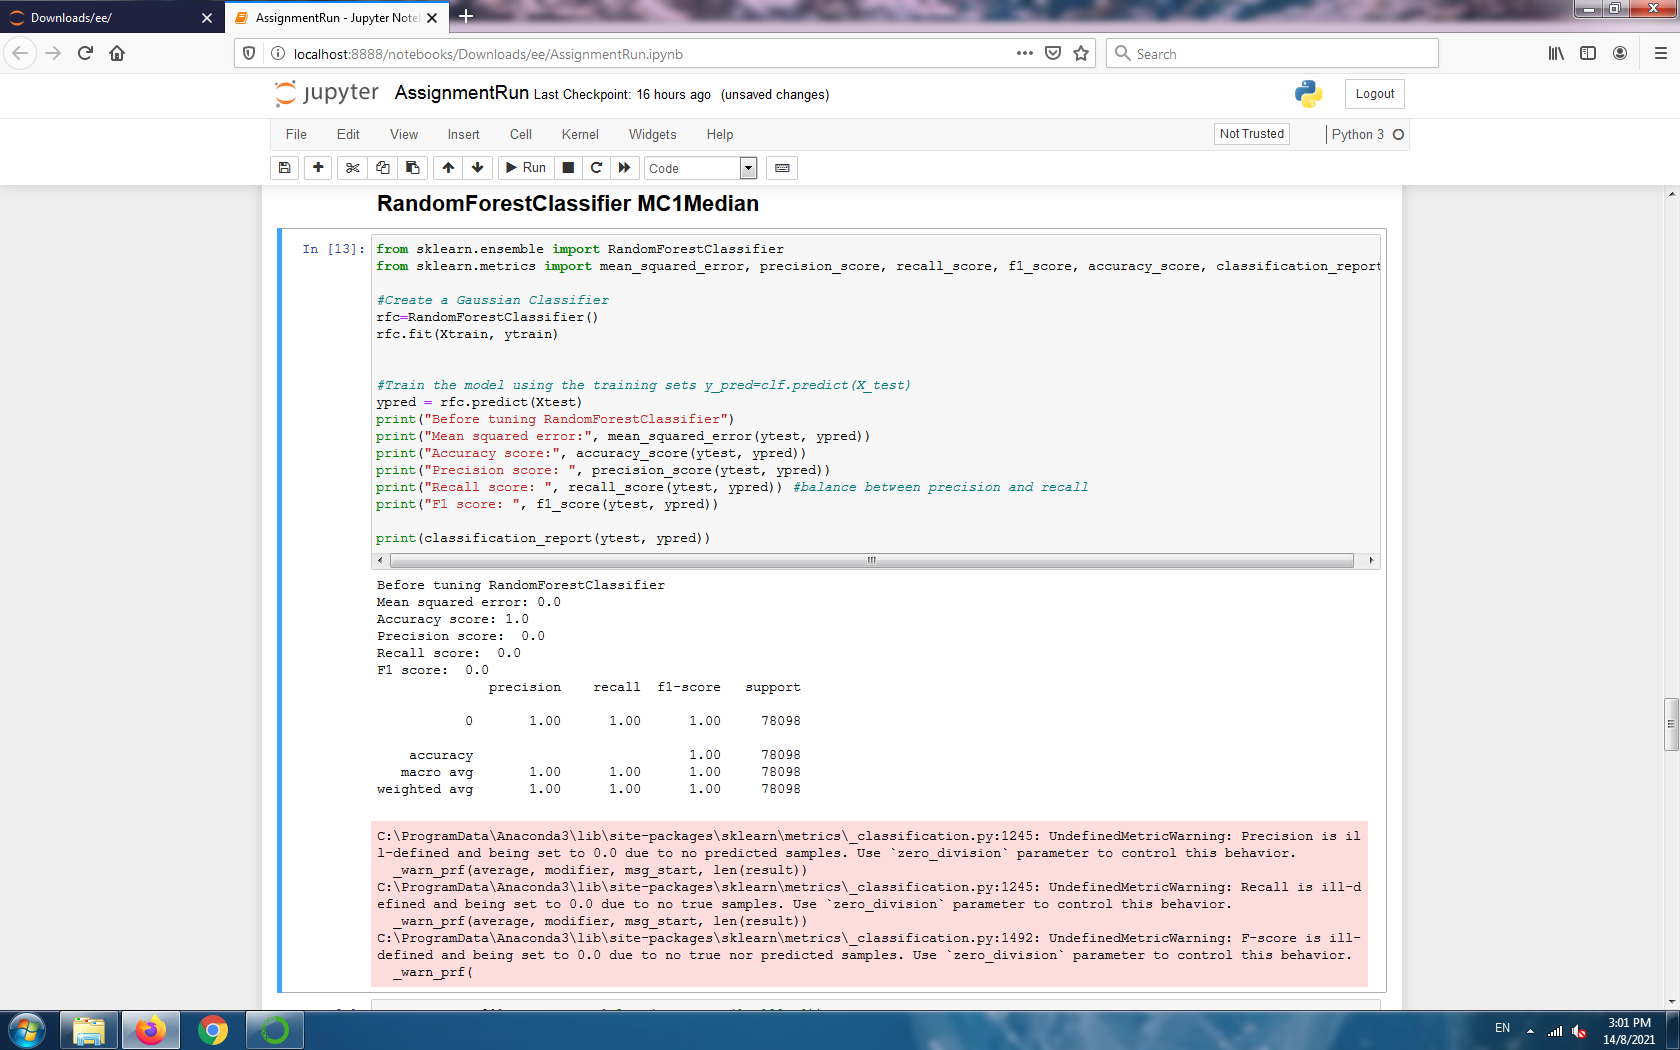 Downloads/ee/
AssignmentRun - Jupyter Note
localhost:8888/notebooks/Downloads/ee/AssignmentRun.ipynb
Search
jupyter AssignmentRun Last Checkpoint: 16 hours ago (unsaved changes)
Logout
File Edit View Insert Cell Kernel Widgets Help
Not Trusted
Python 3
Run
Code
RandomForestClassifier MC1Median
In [13]:
from sklearn.ensemble import RandomForestClassifier
from sklearn.metrics import mean_squared_error, precision_score, recall_score, f1_score, accuracy_score, classification_report
#Create a Gaussian Classifier
rfc=RandomForestClassifier()
rfc.fit(Xtrain, ytrain)
#Train the model using the training sets y_pred=clf.predict(X_test)
ypred = rfc.predict(Xtest)
print("Before tuning RandomForestClassifier")
print("Mean squared error:", mean_squared_error(ytest, ypred))
print("Accuracy score:", accuracy_score(ytest, ypred))
print("Precision score: ", precision_score(ytest, ypred))
print("Recall score: ", recall_score(ytest, ypred)) #balance between precision and recall
print("F1 score: ", f1_score(ytest, ypred))
print(classification_report(ytest, ypred))
Before tuning RandomForestClassifier
Mean squared error: 0.0
Accuracy score: 1.0
Precision score:  0.0
Recall score:  0.0
F1 score:  0.0
precision recall f1-score support
0 1.00 1.00 1.00 78098
accuracy 1.00 78098
macro avg 1.00 1.00 1.00 78098
weighted avg 1.00 1.00 1.00 78098
C:\ProgramData\Anaconda3\lib\site-packages\sklearn\metrics\_classification.py:1245: UndefinedMetricWarning: Precision is il
l-defined and being set to 0.0 due to no predicted samples. Use `zero_division` parameter to control this behavior.
_warn_prf(average, modifier, msg_start, len(result))
C:\ProgramData\Anaconda3\lib\site-packages\sklearn\metrics\_classification.py:1245: UndefinedMetricWarning: Recall is ill-d
efined and being set to 0.0 due to no true samples. Use `zero_division` parameter to control this behavior.
_warn_prf(average, modifier, msg_start, len(result))
C:\ProgramData\Anaconda3\lib\site-packages\sklearn\metrics\_classification.py:1492: UndefinedMetricWarning: F-score is ill-
defined and being set to 0.0 due to no true nor predicted samples. Use `zero_division` parameter to control this behavior.
_warn_prf(
EN
3:01 PM
14/8/2021